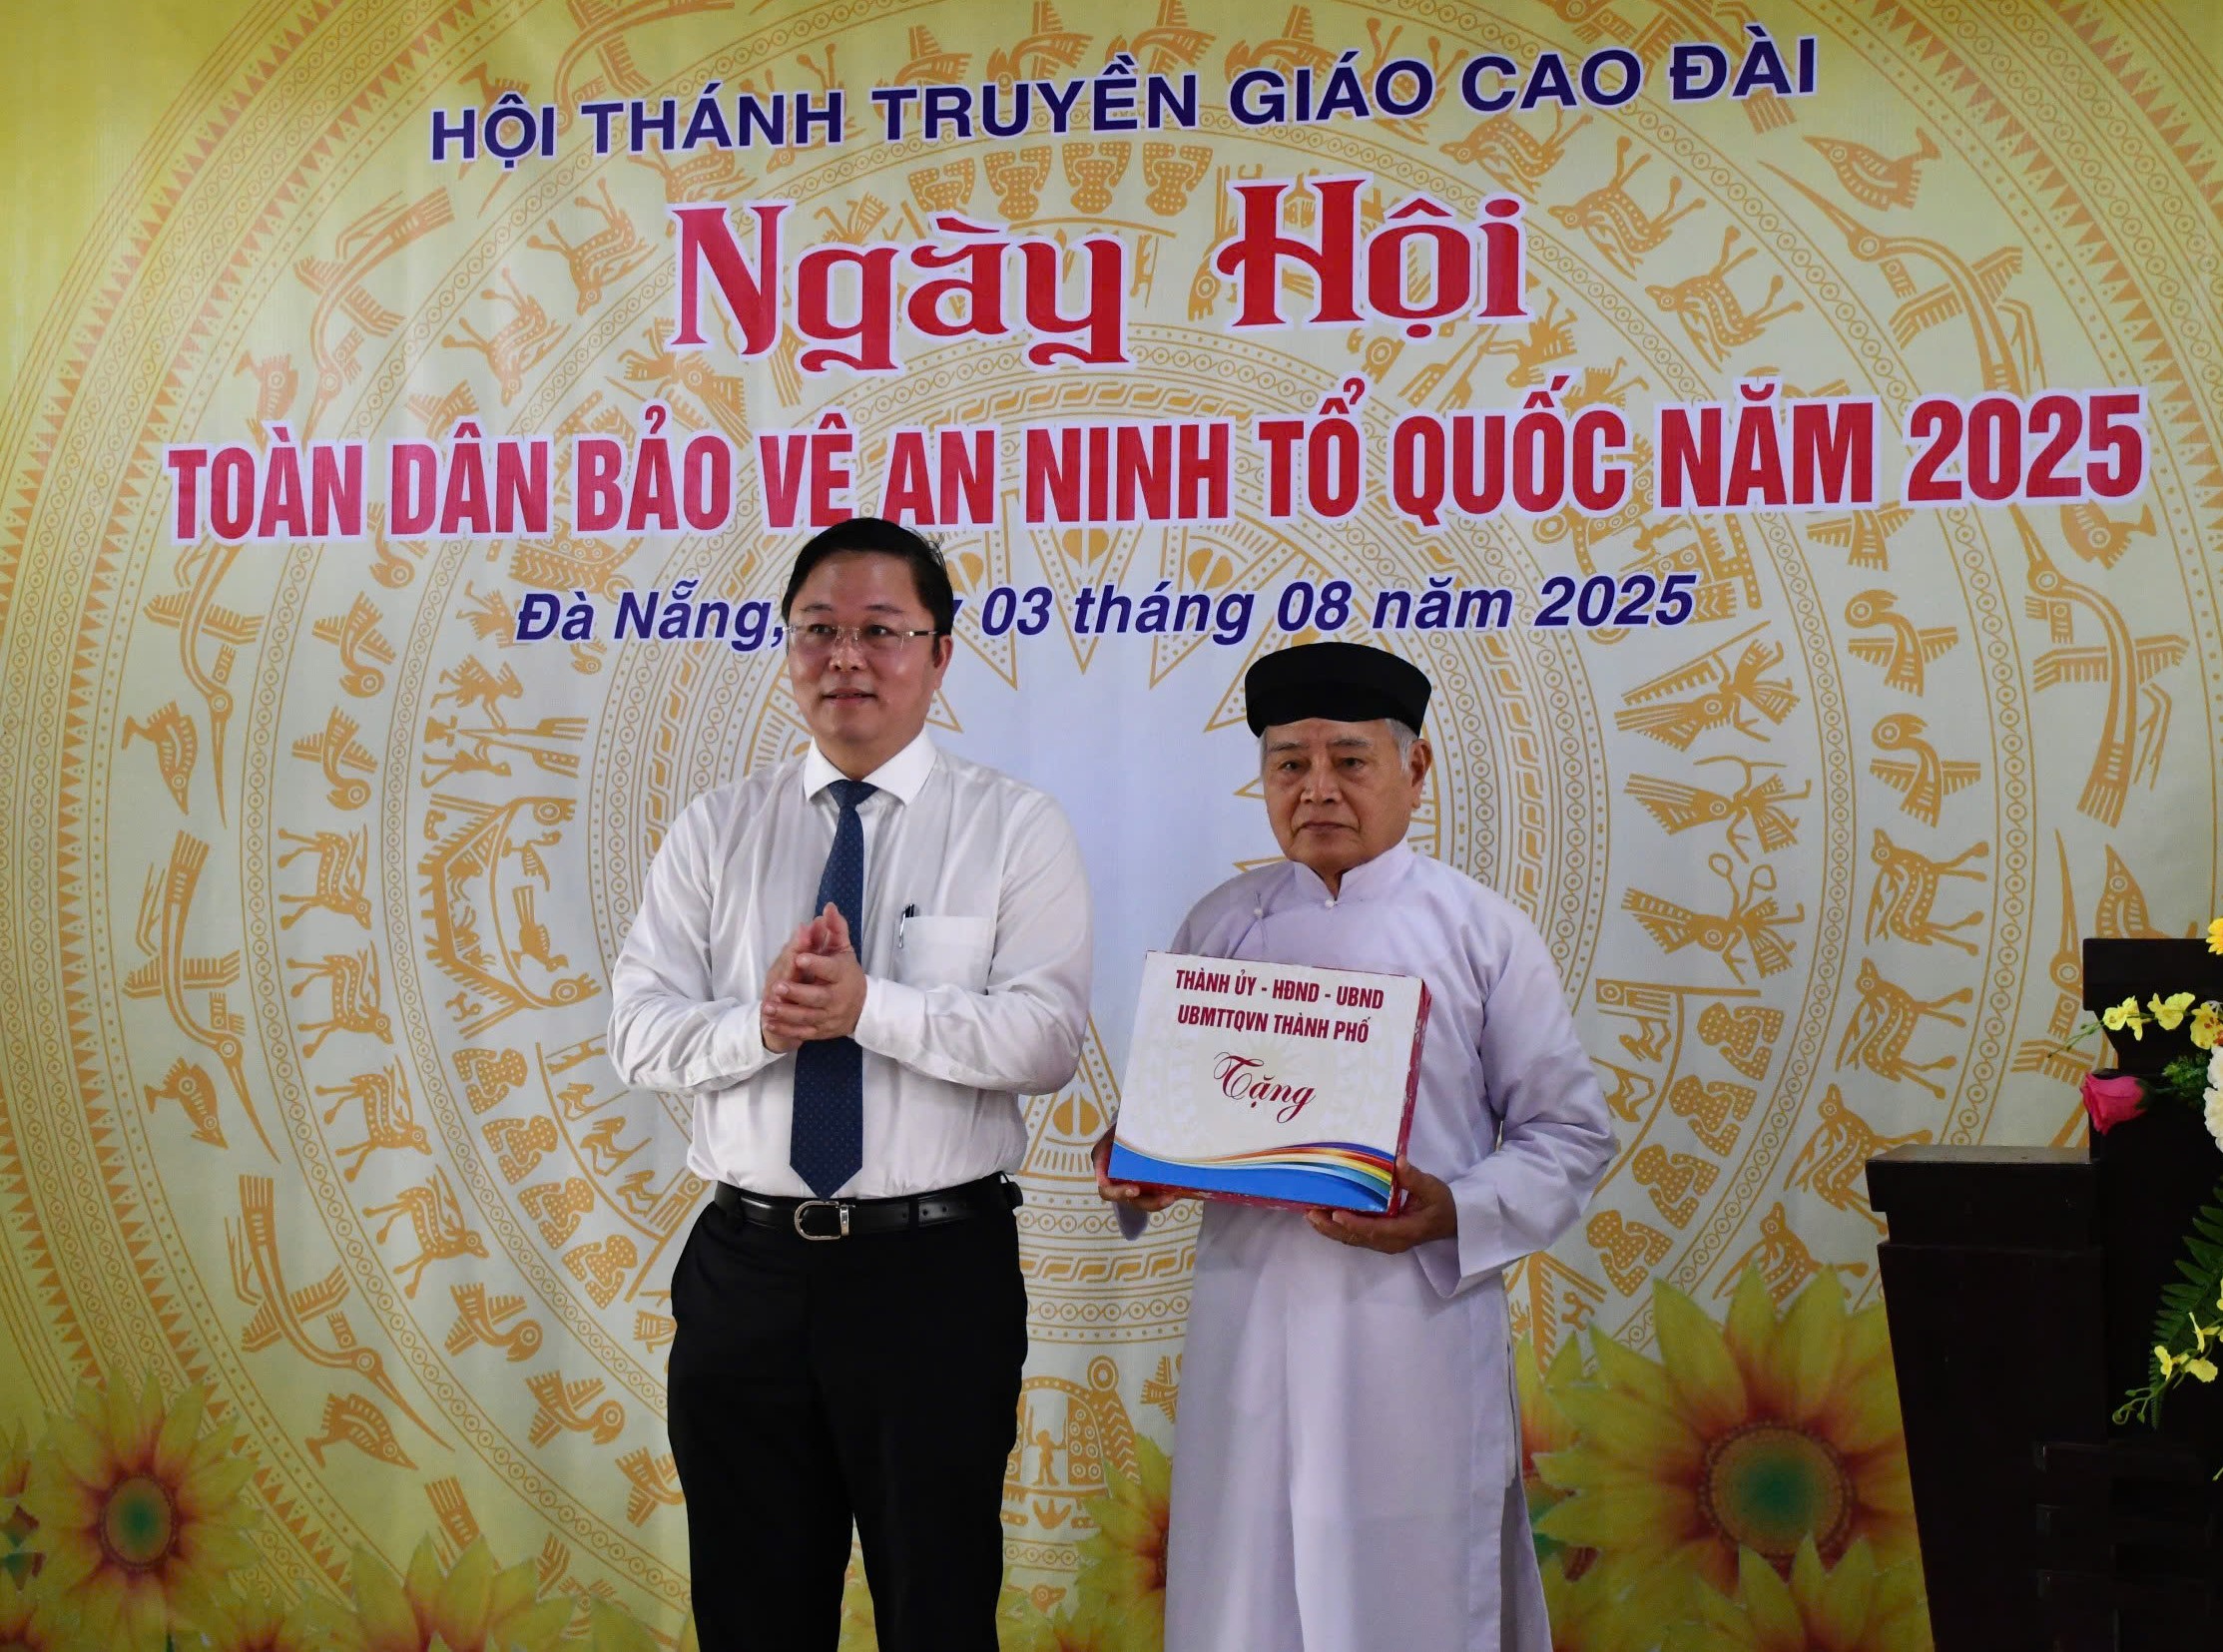 HỘI THÁNH TRUYỀN GIÁO CAO ĐÀI
Ngày Hội
TOÀN DÂN BẢO VỆ AN NINH TỔ QUỐC NĂM 2025
Đà Nẵng, 03 tháng 08 năm 2025
THÀNH ỦY - HĐND - UBND
UBMTTQVN THÀNH PHỐ
Tặng